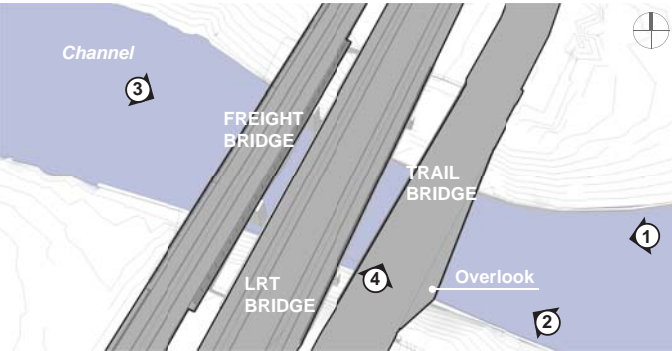 Channel
3
FREIGHT
BRIDGE
TRAIL
BRIDGE
1
4
Overlook
LRT
BRIDGE
2